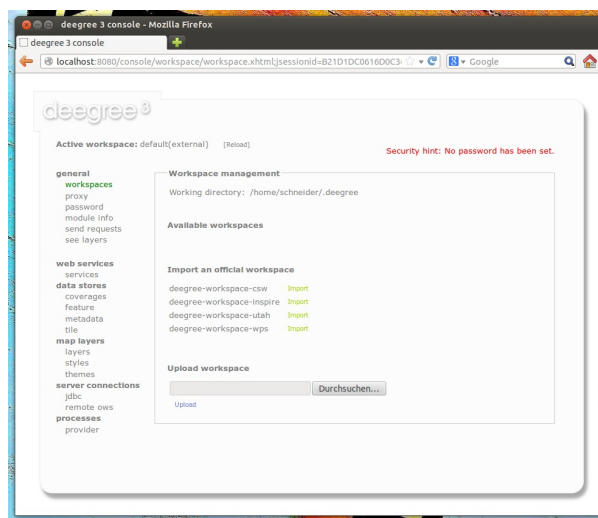 deegree 3 console - Mozilla Firefox
deegree 3 console
localhost:8080/console/workspace/workspace.xhtml;jsessionid=B21D1DC0616D0C3
Google
deegree 3
Active workspace: default(external) [Reload]
Security hint: No password has been set.
general
workspaces
proxy
password
module info
send requests
see layers
web services
services
data stores
coverages
feature
metadata
tile
map layers
layers
styles
themes
server connections
jdbc
remote ows
processes
provider
Workspace management
Working directory: /home/schneider/.deegree
Available workspaces
Import an official workspace
deegree-workspace-csw Import
deegree-workspace-inspire Import
deegree-workspace-utah Import
deegree-workspace-wps Import
Upload workspace
Durchsuchen...
Upload